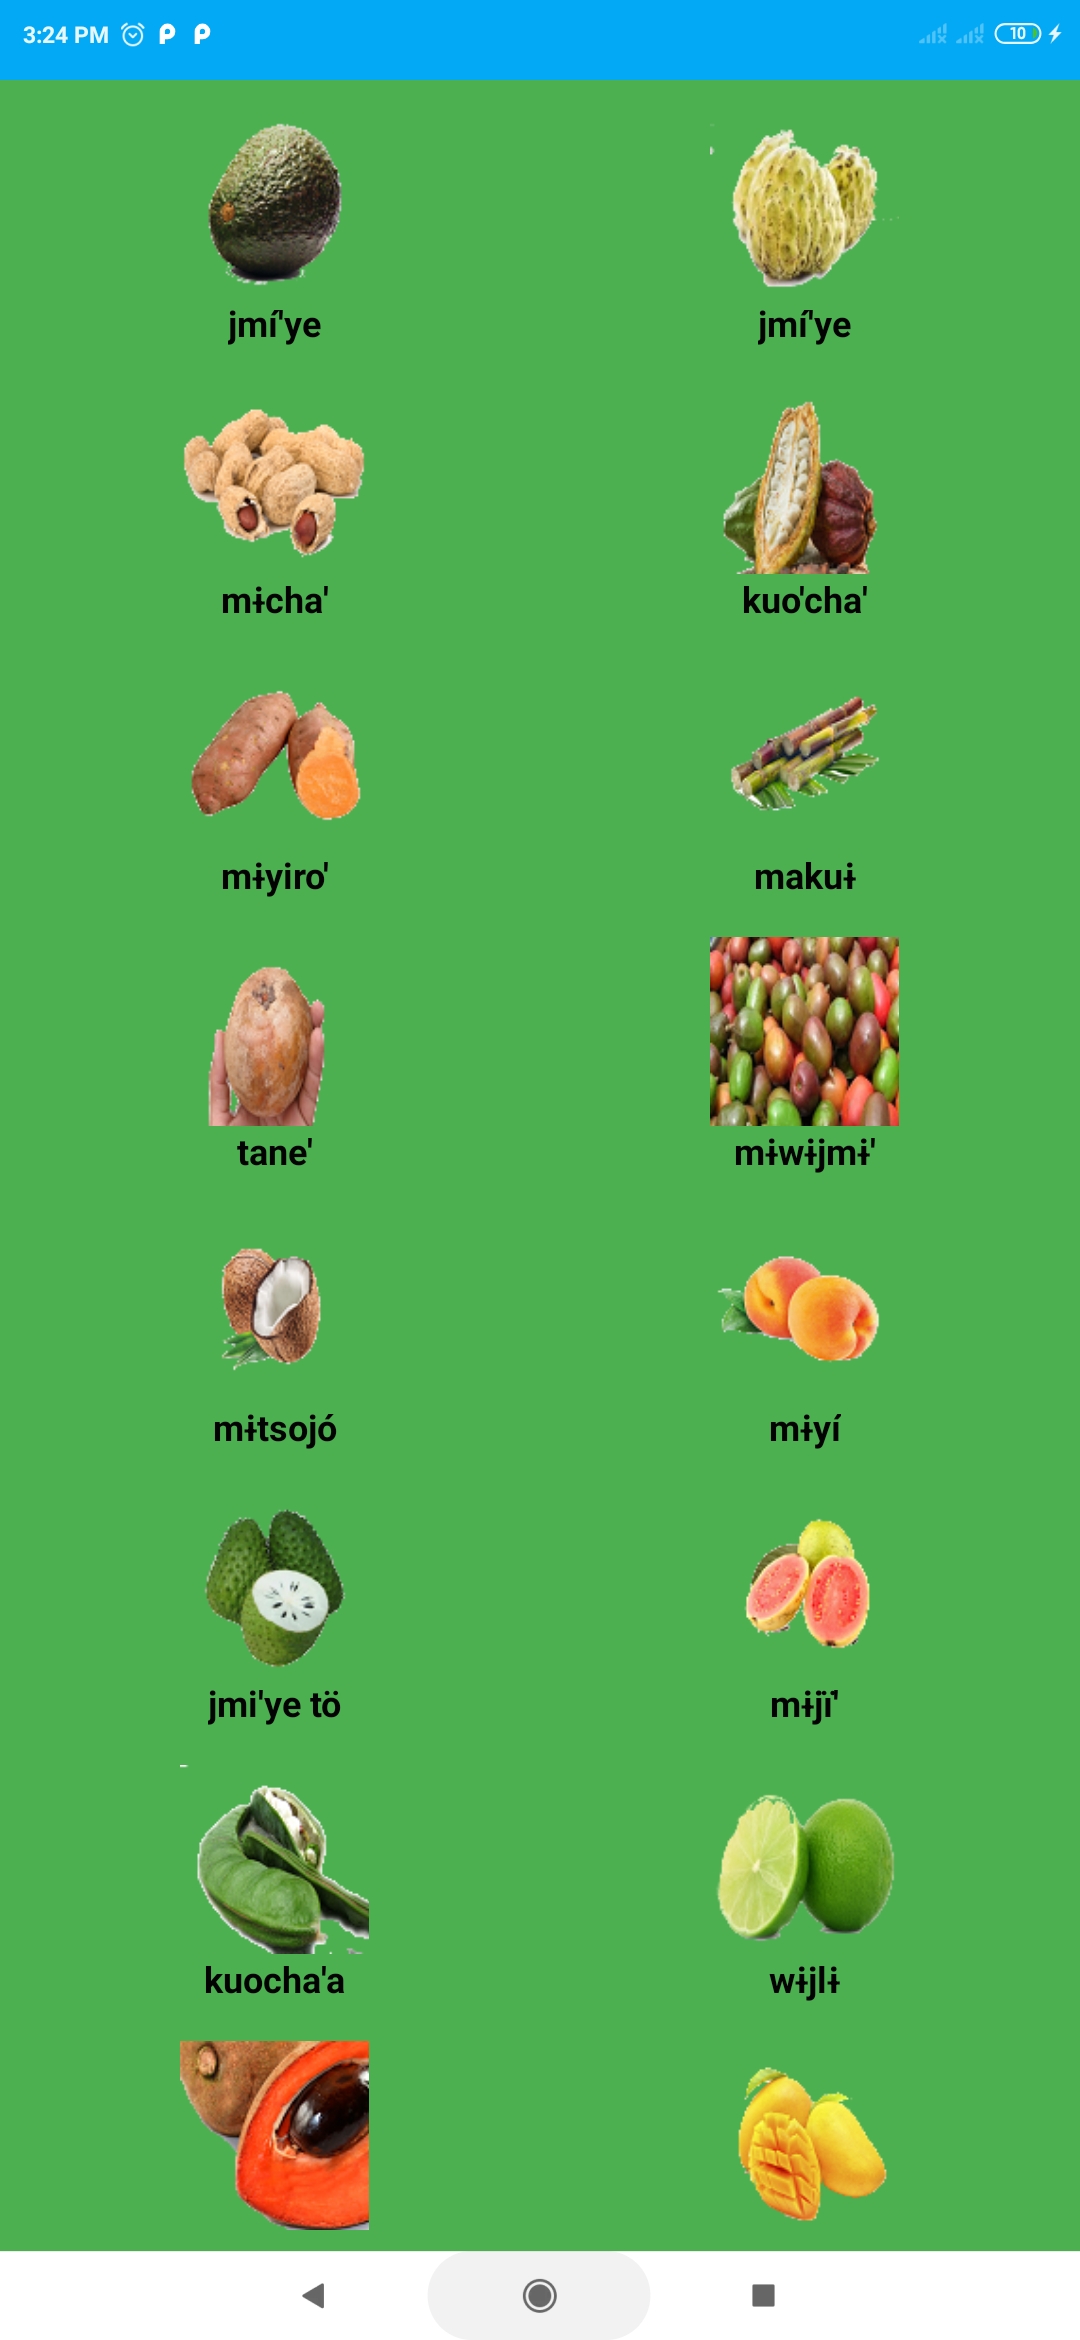 3:24 PM
10
jmí'ye
jmí'ye
mɨcha'
kuo'cha'
mɨyiro'
makuɨ
tane'
mɨwɨjmɨ'
mɨtsojó
mɨyí
jmi'ye tö
mɨjï'
kuocha'a
wɨjlɨ